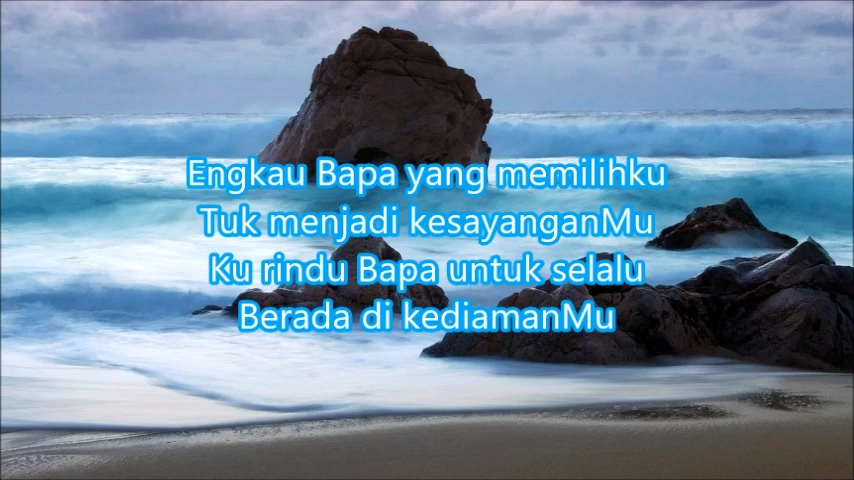 Engkau Bapa yang memilihku
Tuk menjadi kesayanganMu
Ku rindu Bapa untuk selalu
Berada di kediamanMu